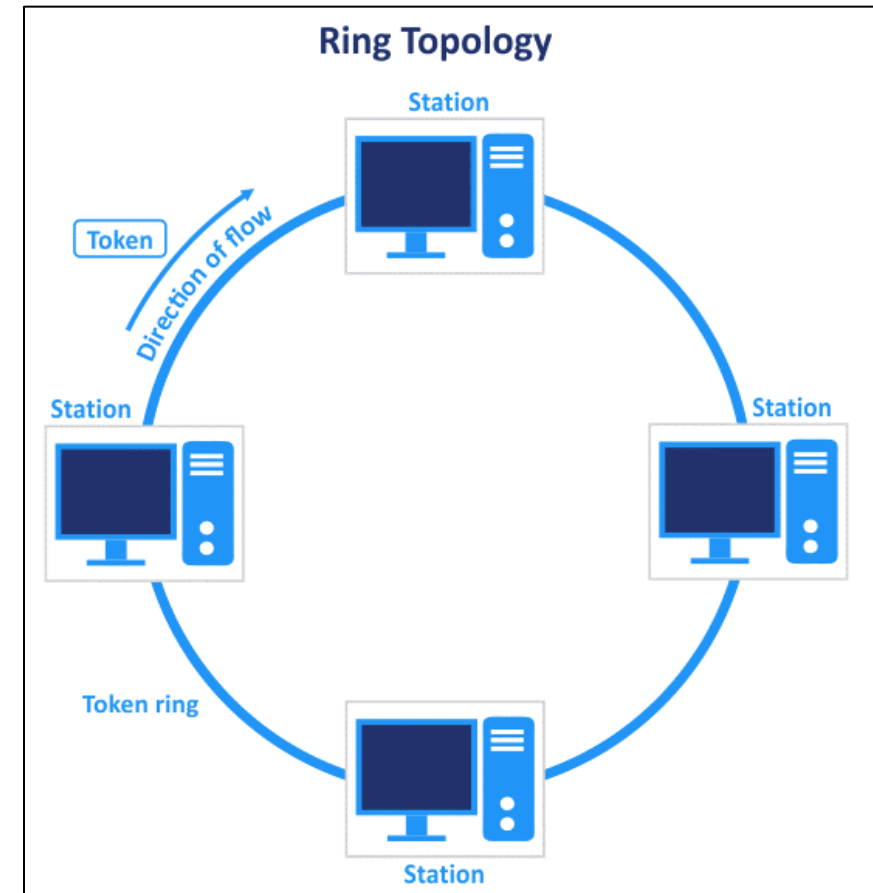 Ring Topology
Station
Token
Direction of flow
Station
Station
Token ring
Station